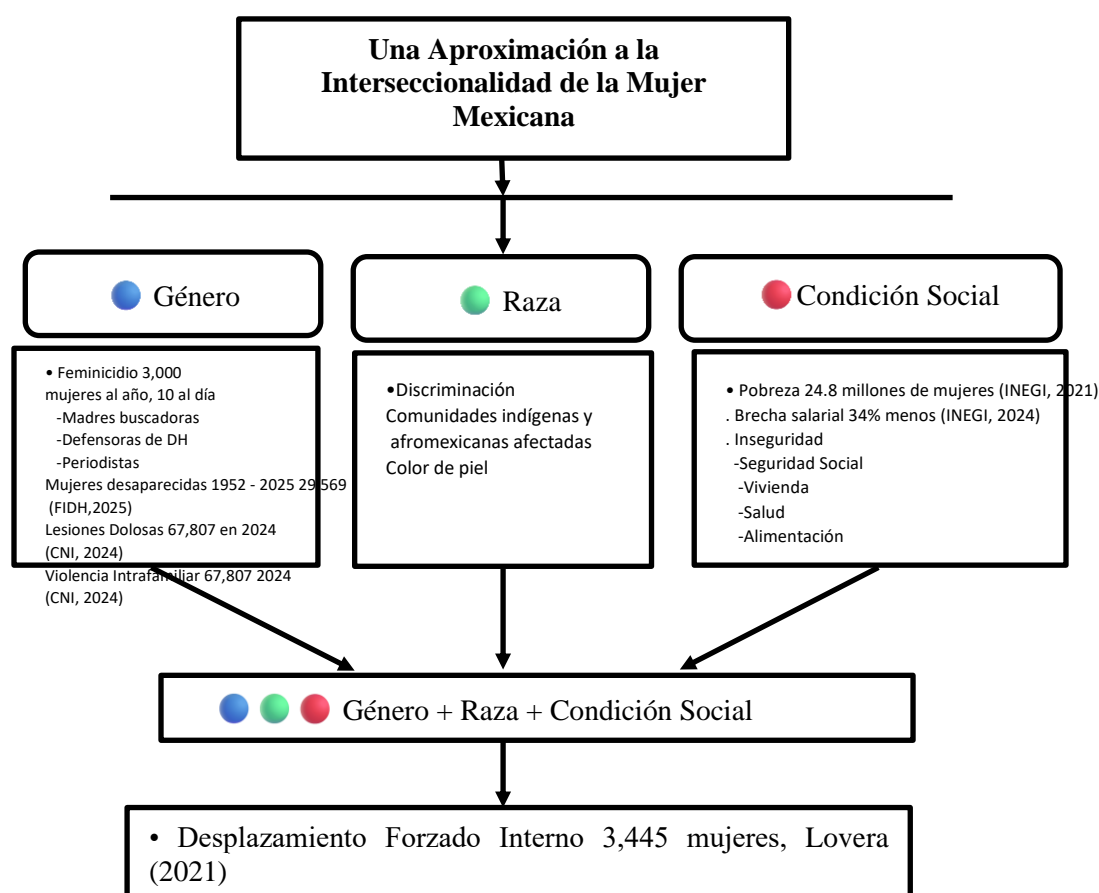 Una Aproximación a la
Interseccionalidad de la Mujer
Mexicana
Género
• Feminicidio 3,000
mujeres al año, 10 al día
-Madres buscadoras
-Defensoras de DH
-Periodistas
Mujeres desaparecidas 1952 - 2025 29,569
(FIDH,2025)
Lesiones Dolosas 67,807 en 2024
(CNI, 2024)
Violencia Intrafamiliar 67,807 2024
(CNI, 2024)
Raza
•Discriminación
Comunidades indígenas y
afromexicanas afectadas
Color de piel
Condición Social
• Pobreza 24.8 millones de mujeres (INEGI, 2021)
. Brecha salarial 34% menos (INEGI, 2024)
. Inseguridad
-Seguridad Social
-Vivienda
-Salud
-Alimentación
Género + Raza + Condición Social
• Desplazamiento Forzado Interno 3,445 mujeres, Lovera
(2021)